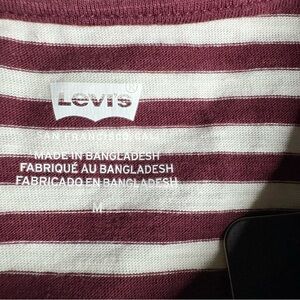 Levi's
MADE IN BANGLADESH
FABRIQUÉ AU BANGLADESH
FABRICADO EN BANGLADESH
M